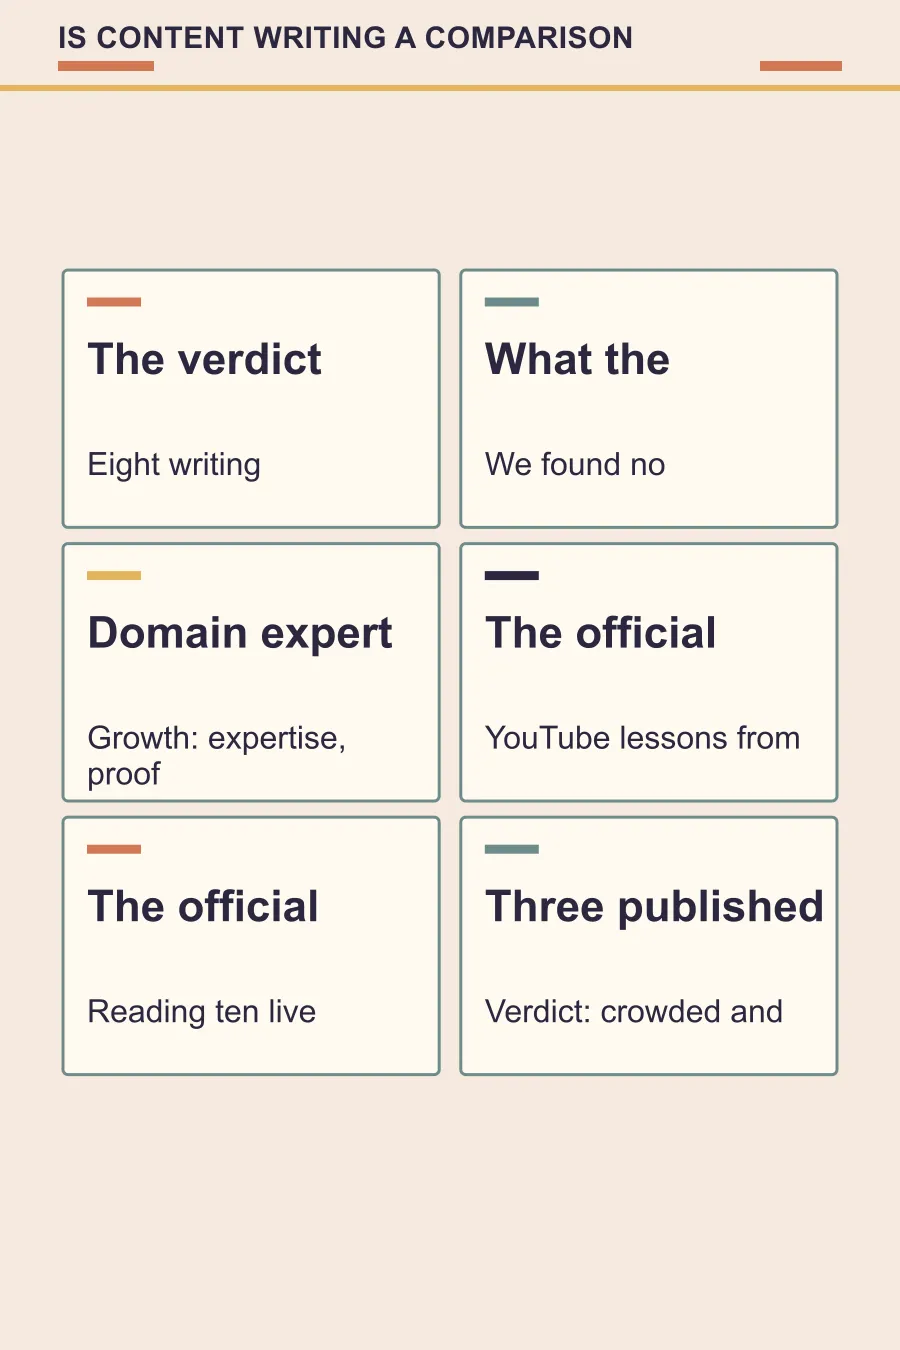 IS CONTENT WRITING A COMPARISON
The verdict
Eight writing
What the
We found no
Domain expert
Growth: expertise,
proof
The official
YouTube lessons from
The official
Reading ten live
Three published
Verdict: crowded and